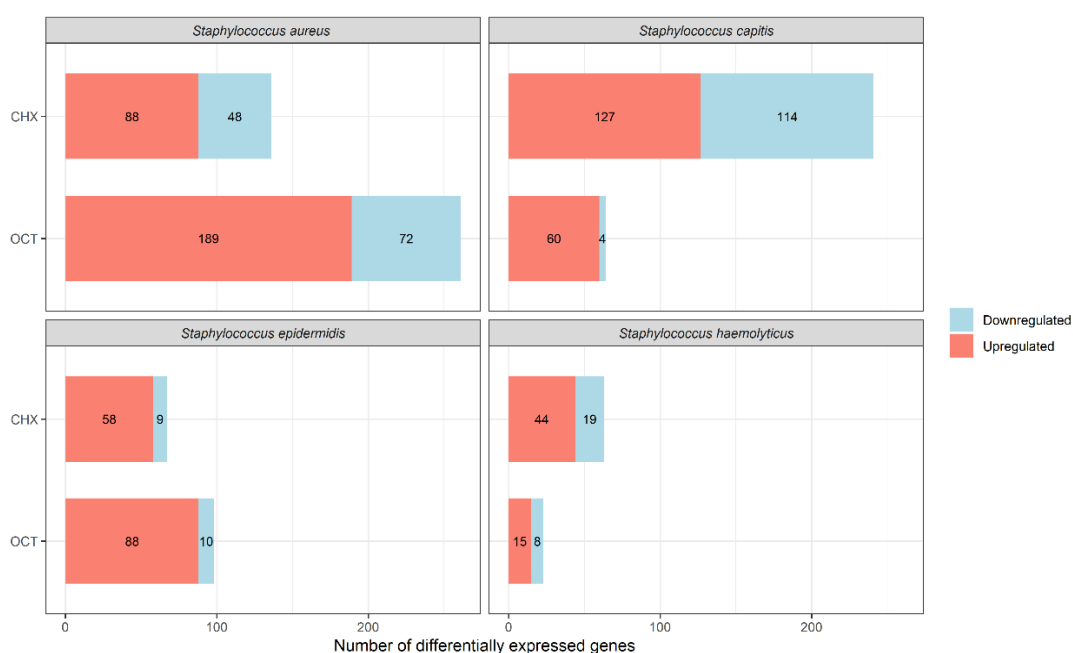 Staphylococcus aureus
Staphylococcus capitis
CHX
88
48
127
114
OCT
189
72
60
4
Staphylococcus epidermidis
Staphylococcus haemolyticus
CHX
58
9
44
19
OCT
88
10
15
8
0
100
200
0
100
200
Number of differentially expressed genes
Downregulated
Upregulated